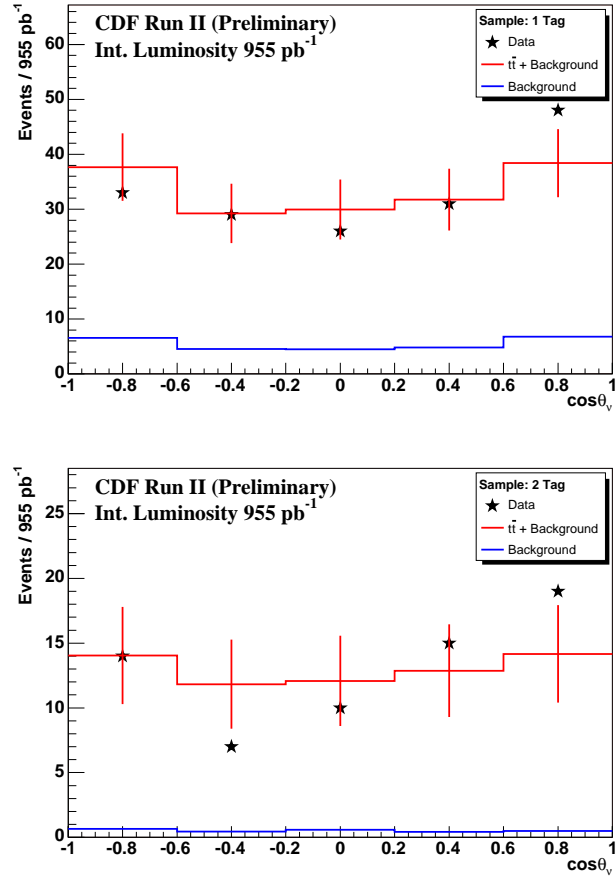 CDF Run II (Preliminary)
Int. Luminosity 955 pb⁻¹
Sample: 1 Tag
Data
tt̄ + Background
Background
Events / 955 pb⁻¹
60
50
40
30
20
10
0
-1 -0.8 -0.6 -0.4 -0.2 0 0.2 0.4 0.6 0.8 1
cosθᵥ
CDF Run II (Preliminary)
Int. Luminosity 955 pb⁻¹
Sample: 2 Tag
Data
tt̄ + Background
Background
Events / 955 pb⁻¹
25
20
15
10
5
0
-1 -0.8 -0.6 -0.4 -0.2 0 0.2 0.4 0.6 0.8 1
cosθᵥ